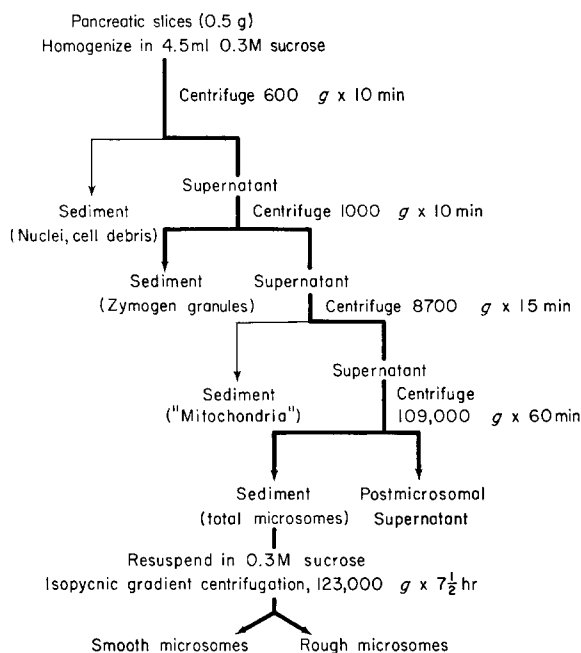 Pancreatic slices (0.5 g)
Homogenize in 4.5ml 0.3M sucrose
Centrifuge 600 g x 10 min
Supernatant
Sediment
(Nuclei, cell debris)
Centrifuge 1000 g x 10 min
Sediment
(Zymogen granules)
Supernatant
Centrifuge 8700 g x 15 min
Sediment
("Mitochondria")
Supernatant
Centrifuge
109,000 g x 60 min
Sediment
(total microsomes)
Postmicrosomal
Supernatant
Resuspend in 0.3M sucrose
Isopycnic gradient centrifugation, 123,000 g x 7½ hr
Smooth microsomes
Rough microsomes